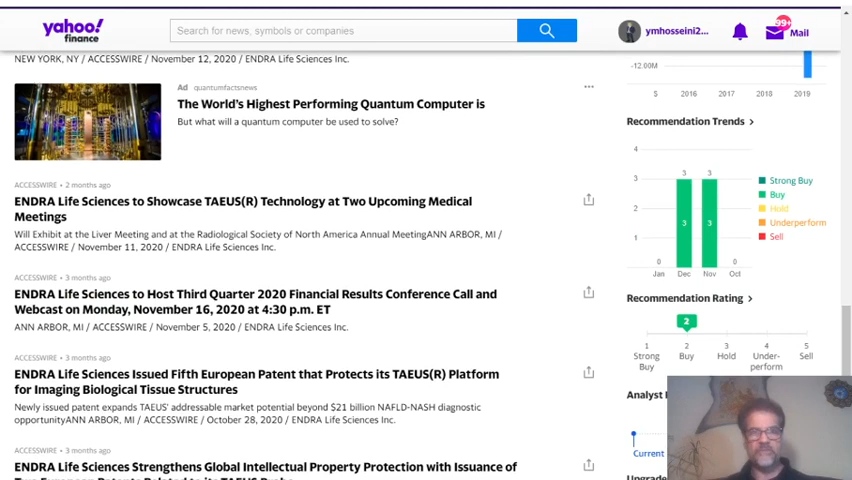 yahoo!
finance
Search for news, symbols or companies
ymhosseini2...
99+
Mail
NEW YORK, NY / ACCESSWIRE / November 12, 2020 / ENDRA Life Sciences Inc.
Ad quantumfactsnews
The World's Highest Performing Quantum Computer is
But what will a quantum computer be used to solve?
ACCESSWIRE • 2 months ago
ENDRA Life Sciences to Showcase TAEUS(R) Technology at Two Upcoming Medical
Meetings
Will Exhibit at the Liver Meeting and at the Radiological Society of North America Annual MeetingANN ARBOR, MI /
ACCESSWIRE / November 11, 2020 / ENDRA Life Sciences Inc.
ACCESSWIRE • 3 months ago
ENDRA Life Sciences to Host Third Quarter 2020 Financial Results Conference Call and
Webcast on Monday, November 16, 2020 at 4:30 p.m. ET
ANN ARBOR, MI / ACCESSWIRE / November 5, 2020 / ENDRA Life Sciences Inc.
ACCESSWIRE • 3 months ago
ENDRA Life Sciences Issued Fifth European Patent that Protects its TAEUS(R) Platform
for Imaging Biological Tissue Structures
Newly issued patent expands TAEUS' addressable market potential beyond $21 billion NAFLD-NASH diagnostic
opportunityANN ARBOR, MI / ACCESSWIRE / October 28, 2020 / ENDRA Life Sciences Inc.
ACCESSWIRE • 3 months ago
ENDRA Life Sciences Strengthens Global Intellectual Property Protection with Issuance of
-12.00M
S 2016 2017 2018 2019
Recommendation Trends >
4
3 3 3
2 3 3
1
0 0
Jan Dec Nov Oct
Strong Buy
Buy
Hold
Underperform
Sell
Recommendation Rating >
2
1 2 3 4 5
Strong Buy Hold Under- Sell
Buy perform
Analyst
Current